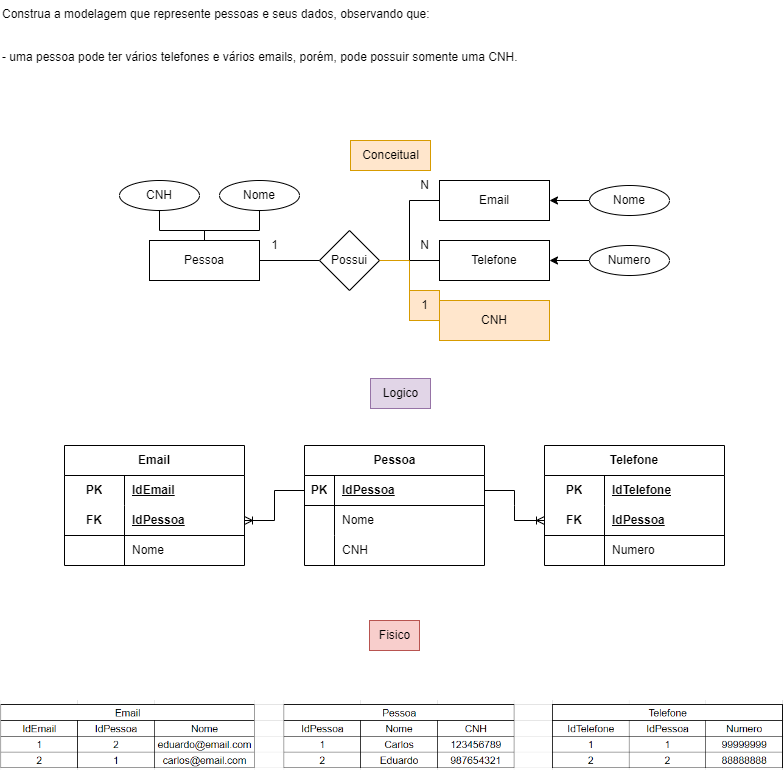 Construa a modelagem que represente pessoas e seus dados, observando que:
- uma pessoa pode ter vários telefones e vários emails, porém, pode possuir somente uma CNH.
Conceitual
CNH Nome
N Email Nome
Pessoa 1 Possui N Telefone Numero
1 CNH
Logico
Email
PK IdEmail
FK IdPessoa
Nome
Pessoa
PK IdPessoa
Nome
CNH
Telefone
PK IdTelefone
FK IdPessoa
Numero
Fisico
Email
IdEmail IdPessoa Nome
1 2 eduardo@email.com
2 1 carlos@email.com
Pessoa
IdPessoa Nome CNH
1 Carlos 123456789
2 Eduardo 987654321
Telefone
IdTelefone IdPessoa Numero
1 1 99999999
2 2 88888888